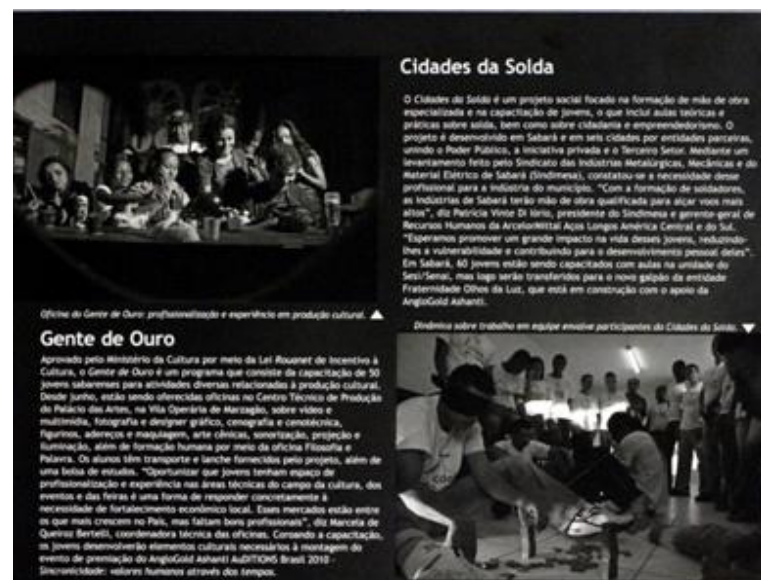 Cidades da Solda
O Cidades da Solda é um projeto social focado na formação de mão de obra
especializada e na capacitação de jovens, o que inclui aulas teóricas e
práticas sobre solda, bem como sobre cidadania e empreendedorismo. O
projeto é desenvolvido em Sabará e em seis cidades por entidades parceiras,
unindo o Poder Público, a iniciativa privada e o Terceiro Setor. Mediante um
levantamento feito pelo Sindicato das Indústrias Metalúrgicas, Mecânicas e do
Material Elétrico de Sabará (Sindimesa), constatou-se a necessidade desse
profissional para a indústria do município. “Com a formação de soldadores,
as indústrias de Sabará terão mão de obra qualificada para alçar voos mais
altos”, diz Patrícia Vinte Di Iório, presidente do Sindimesa e gerente-geral de
Recursos Humanos da ArcelorMittal Aços Longos América Central e do Sul.
“Esperamos promover um grande impacto na vida desses jovens, reduzindo-
lhes a vulnerabilidade e contribuindo para o desenvolvimento pessoal deles”.
Em Sabará, 60 jovens estão sendo capacitados com aulas na unidade do
Sesi/Senai, mas logo serão transferidos para o novo galpão da entidade
Fraternidade Olhos da Luz, que está em construção com o apoio da
AngloGold Ashanti.
Dinâmica sobre trabalho em equipe envolve participantes do Cidades da Solda.
Oficina do Gente de Ouro: profissionalização e experiência em produção cultural.
Gente de Ouro
Aprovado pelo Ministério da Cultura por meio da Lei Rouanet de Incentivo à
Cultura, o Gente de Ouro é um programa que consiste da capacitação de 50
jovens sabarenses para atividades diversas relacionadas à produção cultural.
Desde junho, estão sendo oferecidas oficinas no Centro Técnico de Produção
do Palácio das Artes, na Vila Operária de Marzagão, sobre vídeo e
multimídia, fotografia e designer gráfico, cenografia e cenotécnica,
figurinos, adereços e maquiagem, arte cênicas, sonorização, projeção e
iluminação, além de formação humana por meio da oficina Filosofia e
Palavra. Os alunos têm transporte e lanche fornecidos pelo projeto, além de
uma bolsa de estudos. “Oportunizar que jovens tenham espaço de
profissionalização e experiência nas áreas técnicas do campo da cultura, dos
eventos e das feiras é uma forma de responder concretamente à
necessidade de fortalecimento econômico local. Esses mercados estão entre
os que mais crescem no País, mas faltam bons profissionais”, diz Marcela de
Queiroz Bertelli, coordenadora técnica das oficinas. Coroando a capacitação,
os jovens desenvolverão elementos culturais necessários à montagem do
evento de premiação do AngloGold Ashanti AuDITIONS Brasil 2010 -
Sincronicidade: valores humanos através dos tempos.